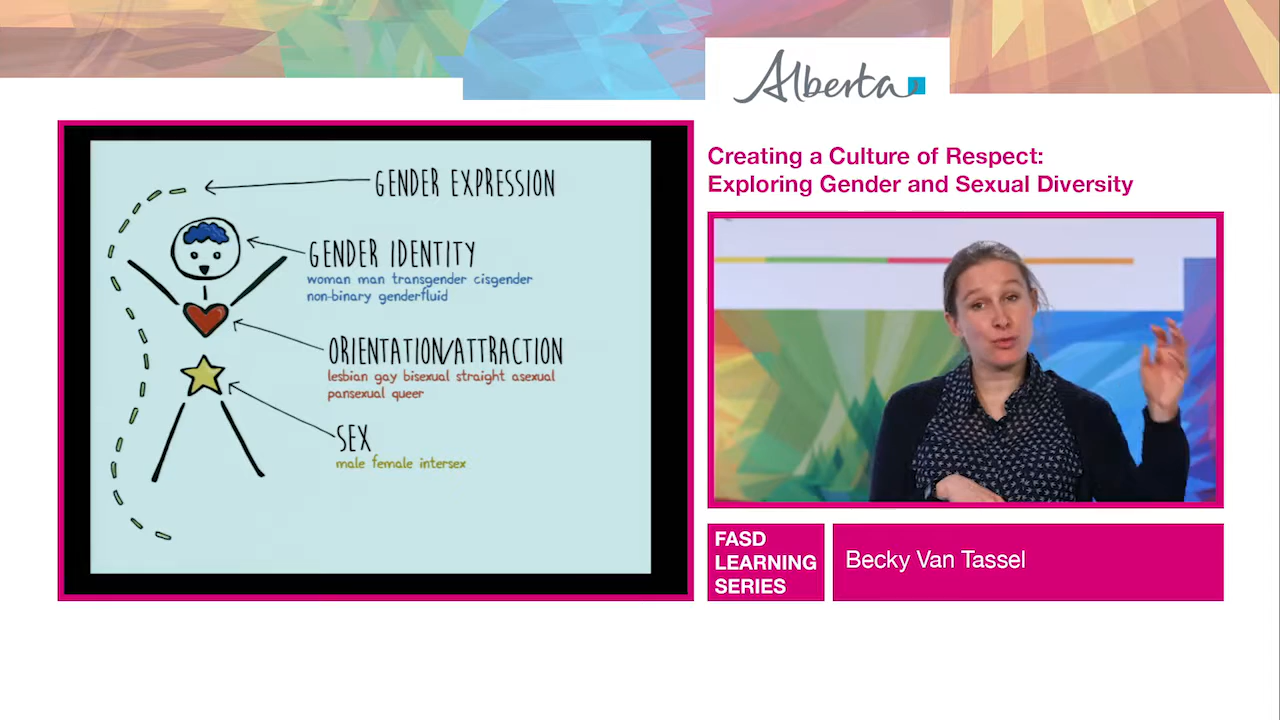 Alberta
Creating a Culture of Respect:
Exploring Gender and Sexual Diversity
GENDER EXPRESSION
GENDER IDENTITY
woman man transgender cisgender
non-binary genderfluid
ORIENTATION/ATTRACTION
lesbian gay bisexual straight asexual
pansexual queer
SEX
male female intersex
FASD
LEARNING
SERIES
Becky Van Tassel